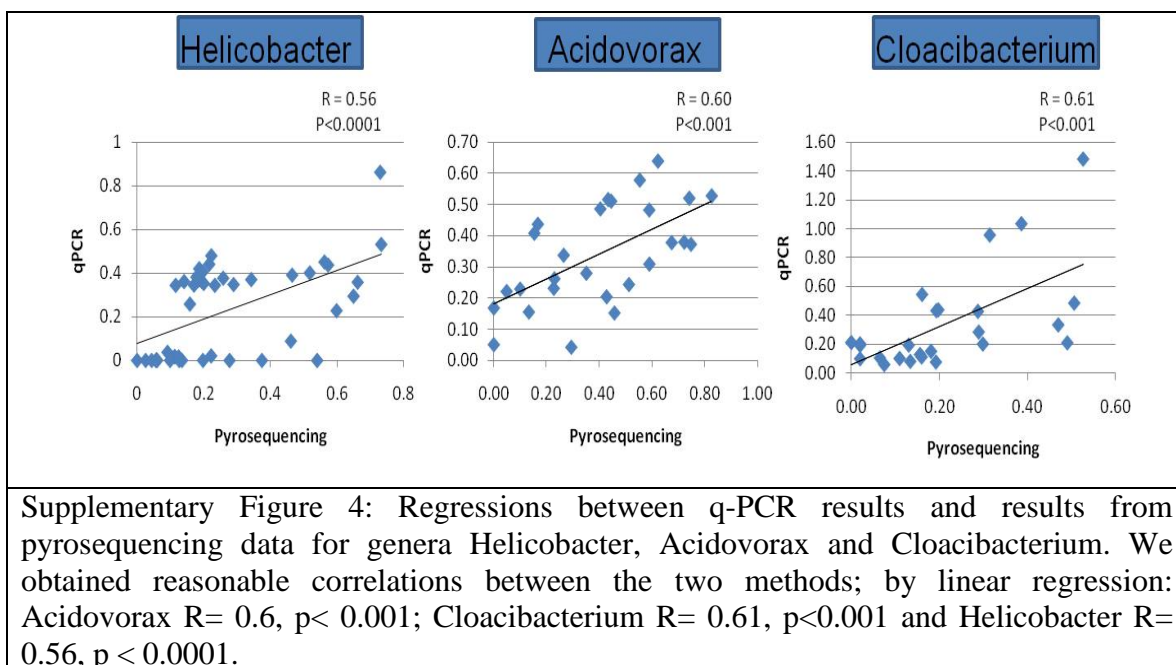 Helicobacter
R = 0.56
P<0.0001
1
0.8
0.6
0.4
0.2
0
qPCR
0
0.2
0.4
0.6
0.8
Pyrosequencing
Acidovorax
R = 0.60
P<0.001
0.70
0.60
0.50
0.40
0.30
0.20
0.10
0.00
qPCR
0.00
0.20
0.40
0.60
0.80
1.00
Pyrosequencing
Cloacibacterium
R = 0.61
P<0.001
1.60
1.40
1.20
1.00
0.80
0.60
0.40
0.20
0.00
qPCR
0.00
0.20
0.40
0.60
Pyrosequencing
Supplementary Figure 4: Regressions between q-PCR results and results from
pyrosequencing data for genera Helicobacter, Acidovorax and Cloacibacterium. We
obtained reasonable correlations between the two methods; by linear regression:
Acidovorax R= 0.6, p< 0.001; Cloacibacterium R= 0.61, p<0.001 and Helicobacter R=
0.56, p < 0.0001.